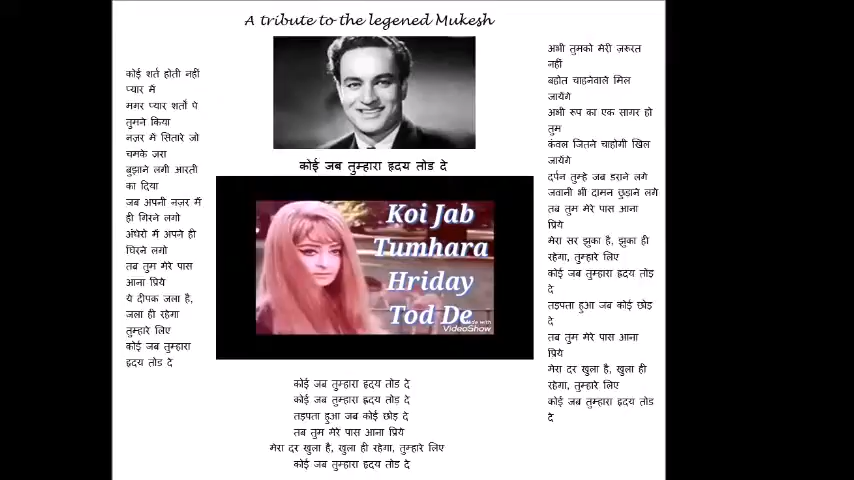 A tribute to the legened Mukesh
कोई जब तुम्हारा हृदय तोड दे
Koi Jab
Tumhara
Hriday
Tod De
Made with
VideoShow
कोई जब तुम्हारा हृदय तोड दे
कोई जब तुम्हारा हृदय तोड दे
तड़पता हुआ जब कोई छोड़ दे
तब तुम मेरे पास आना प्रिये
मेरा दर खुला है, खुला ही रहेगा, तुम्हारे लिए
कोई जब तुम्हारा हृदय तोड दे
कोई शर्त होती नहीं
प्यार में
मगर प्यार शर्तों पे
तुमने किया
नज़र में सितारे जो
चमके ज़रा
बुझाने लगी आरती
का दिया
जब अपनी नज़र में
ही गिरने लगो
अंधेरो में अपने ही
घिरने लगो
तब तुम मेरे पास
आना प्रिये
ये दीपक जला है,
जला ही रहेगा
तुम्हारे लिए
कोई जब तुम्हारा
हृदय तोड दे
अभी तुमको मेरी ज़रूरत
नहीं
बहोत चाहनेवाले मिल
जायेंगे
अभी रूप का एक सागर हो
तुम
कंवल जितने चाहोगी खिल
जायेंगे
दर्पन तुम्हे जब डराने लगे
जवानी भी दामन छुड़ाने लगे
तब तुम मेरे पास आना
प्रिये
मेरा सर झुका है, झुका ही
रहेगा, तुम्हारे लिए
कोई जब तुम्हारा हृदय तोड
दे
तड़पता हुआ जब कोई छोड़
दे
तब तुम मेरे पास आना
प्रिये
मेरा दर खुला है, खुला ही
रहेगा, तुम्हारे लिए
कोई जब तुम्हारा हृदय तोड
दे